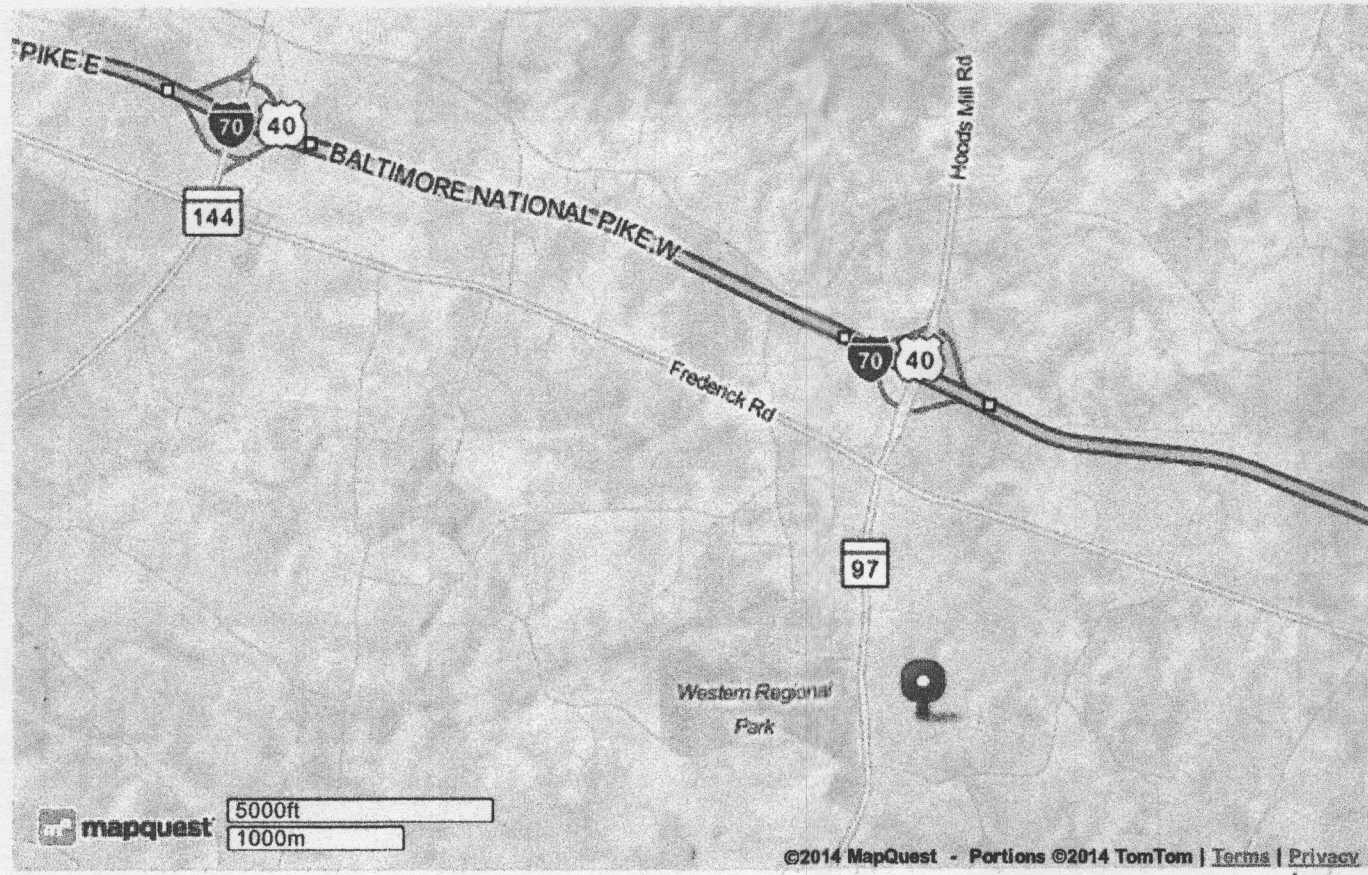 PIKE E
70
40
144
BALTIMORE NATIONAL PIKE W
Hoods Mill Rd
70
40
Frederick Rd
97
Western Regional
Park
mapquest
5000ft
1000m
©2014 MapQuest - Portions ©2014 TomTom | Terms | Privacy